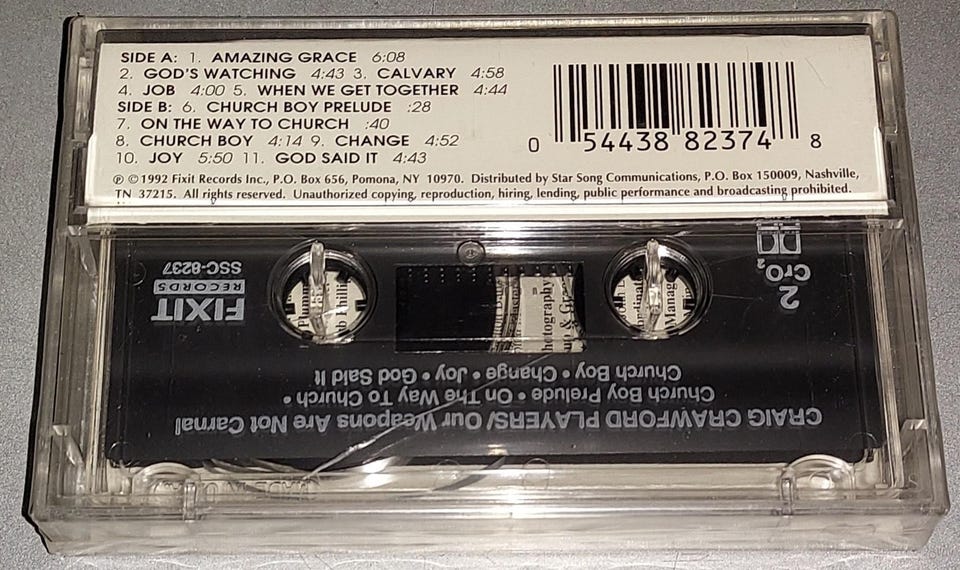 SIDE A: 1. AMAZING GRACE 6:08
2. GOD'S WATCHING 4:43 3. CALVARY 4:58
4. JOB 4:00 5. WHEN WE GET TOGETHER 4:44
SIDE B: 6. CHURCH BOY PRELUDE :28
7. ON THE WAY TO CHURCH :40
8. CHURCH BOY 4:14 9. CHANGE 4:52
10. JOY 5:50 11. GOD SAID IT 4:43
0 54438 82374 8
℗ © 1992 Fixit Records Inc., P.O. Box 656, Pomona, NY 10970. Distributed by Star Song Communications, P.O. Box 150009, Nashville,
TN 37215. All rights reserved. Unauthorized copying, reproduction, hiring, lending, public performance and broadcasting prohibited.
CRAIG CRAWFORD PLAYERS/Our Weapons Are Not Carnal
Church Boy Prelude • On The Way To Church •
Church Boy • Change • Joy • God Said It
2
CrO2
FIXIT
RECORDS
SSC-8237
hotography
Manag